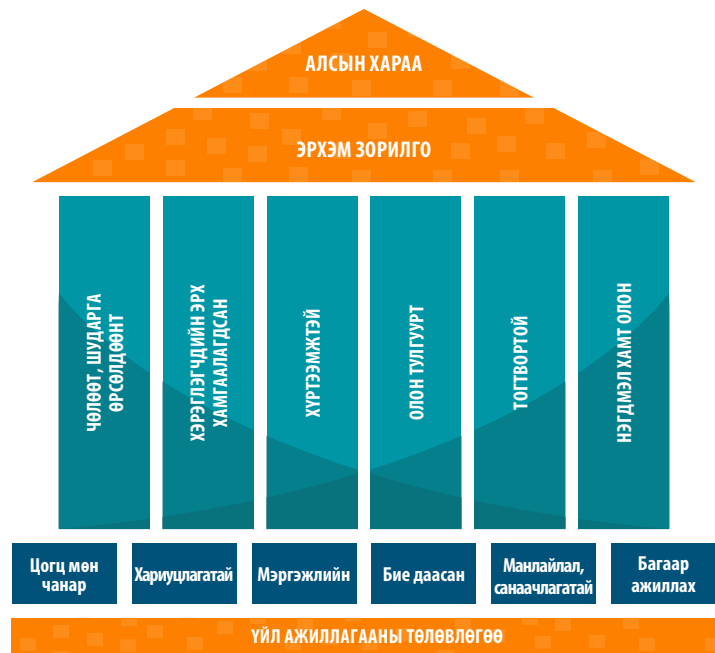 АЛСЫН ХАРАА
ЭРХЭМ ЗОРИЛГО
ЧӨЛӨӨТ, ШУДАРГА
ӨРСӨЛДӨӨНТ
ХЭРЭГЛЭГЧДИЙН ЭРХ
ХАМГААЛАГДСАН
ХҮРТЭЭМЖТЭЙ
ОЛОН ТУЛГУУРТ
ТОГТВОРТОЙ
НЭГДМЭЛ ХАМТ ОЛОН
Цогц мөн
чанар
Хариуцлагатай
Мэргэжлийн
Бие даасан
Манлайлал,
санаачлагатай
Багаар
ажиллах
ҮЙЛ АЖИЛЛАГААНЫ ТӨЛӨВЛӨГӨӨ